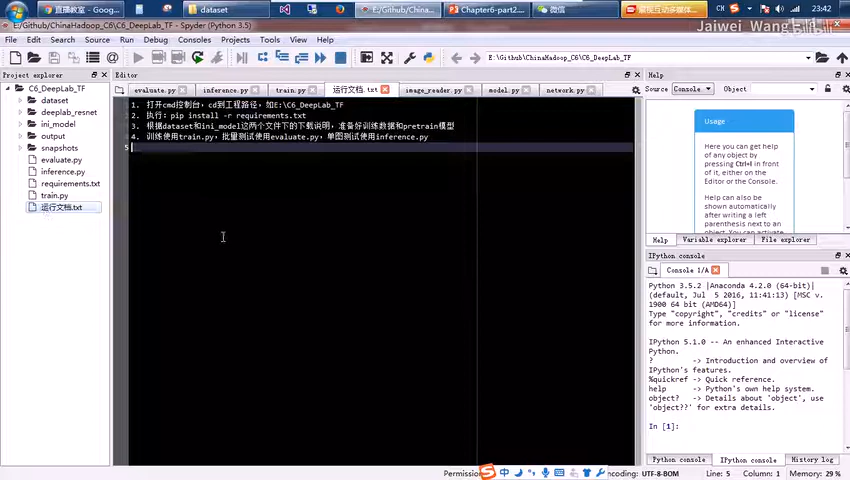 直播教室 - Goog...
dataset
E:/Github/Chin...
Chapter6-part2...
微信
CH
23:42
E:/Github/ChinaHadoop_C6/C6_DeepLab_TF - Spyder (Python 3.5)
Jaiwei_Wang
bilibili
File Edit Search Source Run Debug Consoles Projects Tools View Help
E:\Github\ChinaHadoop_C6\C6_DeepLab_TF
Project explorer
C6_DeepLab_TF
dataset
deeplab_resnet
ini_model
output
snapshots
evaluate.py
inference.py
requirements.txt
train.py
运行文档.txt
Editor
evaluate.py inference.py train.py 运行文档.txt image_reader.py model.py network.py
1. 打开cmd控制台，cd到工程路径，如E:\C6_DeepLab_TF
2. 执行：pip install -r requirements.txt
3. 根据dataset和ini_model这两个文件下的下载说明，准备好训练数据和pretrain模型
4. 训练使用train.py，批量测试使用evaluate.py，单图测试使用inference.py
5
Help
Source Console Object
Usage
Here you can get help
of any object by
pressing Ctrl+I in front
of it, either on the
Editor or the Console.
Help can also be
shown automatically
after writing a left
parenthesis next to an
object. You can activate
Help Variable explorer File explorer
IPython console
Console 1/A
Python 3.5.2 |Anaconda 4.2.0 (64-bit)|
(default, Jul 5 2016, 11:41:13) [MSC v.
1900 64 bit (AMD64)]
Type "copyright", "credits" or "license"
for more information.
IPython 5.1.0 -- An enhanced Interactive
Python.
? -> Introduction and overview of
IPython's features.
%quickref -> Quick reference.
help -> Python's own help system.
object? -> Details about 'object', use
'object??' for extra details.
In [1]:
Python console IPython console History log
Permission
中
coding: UTF-8-BOM Line: 5 Column: 1 Memory: 29%